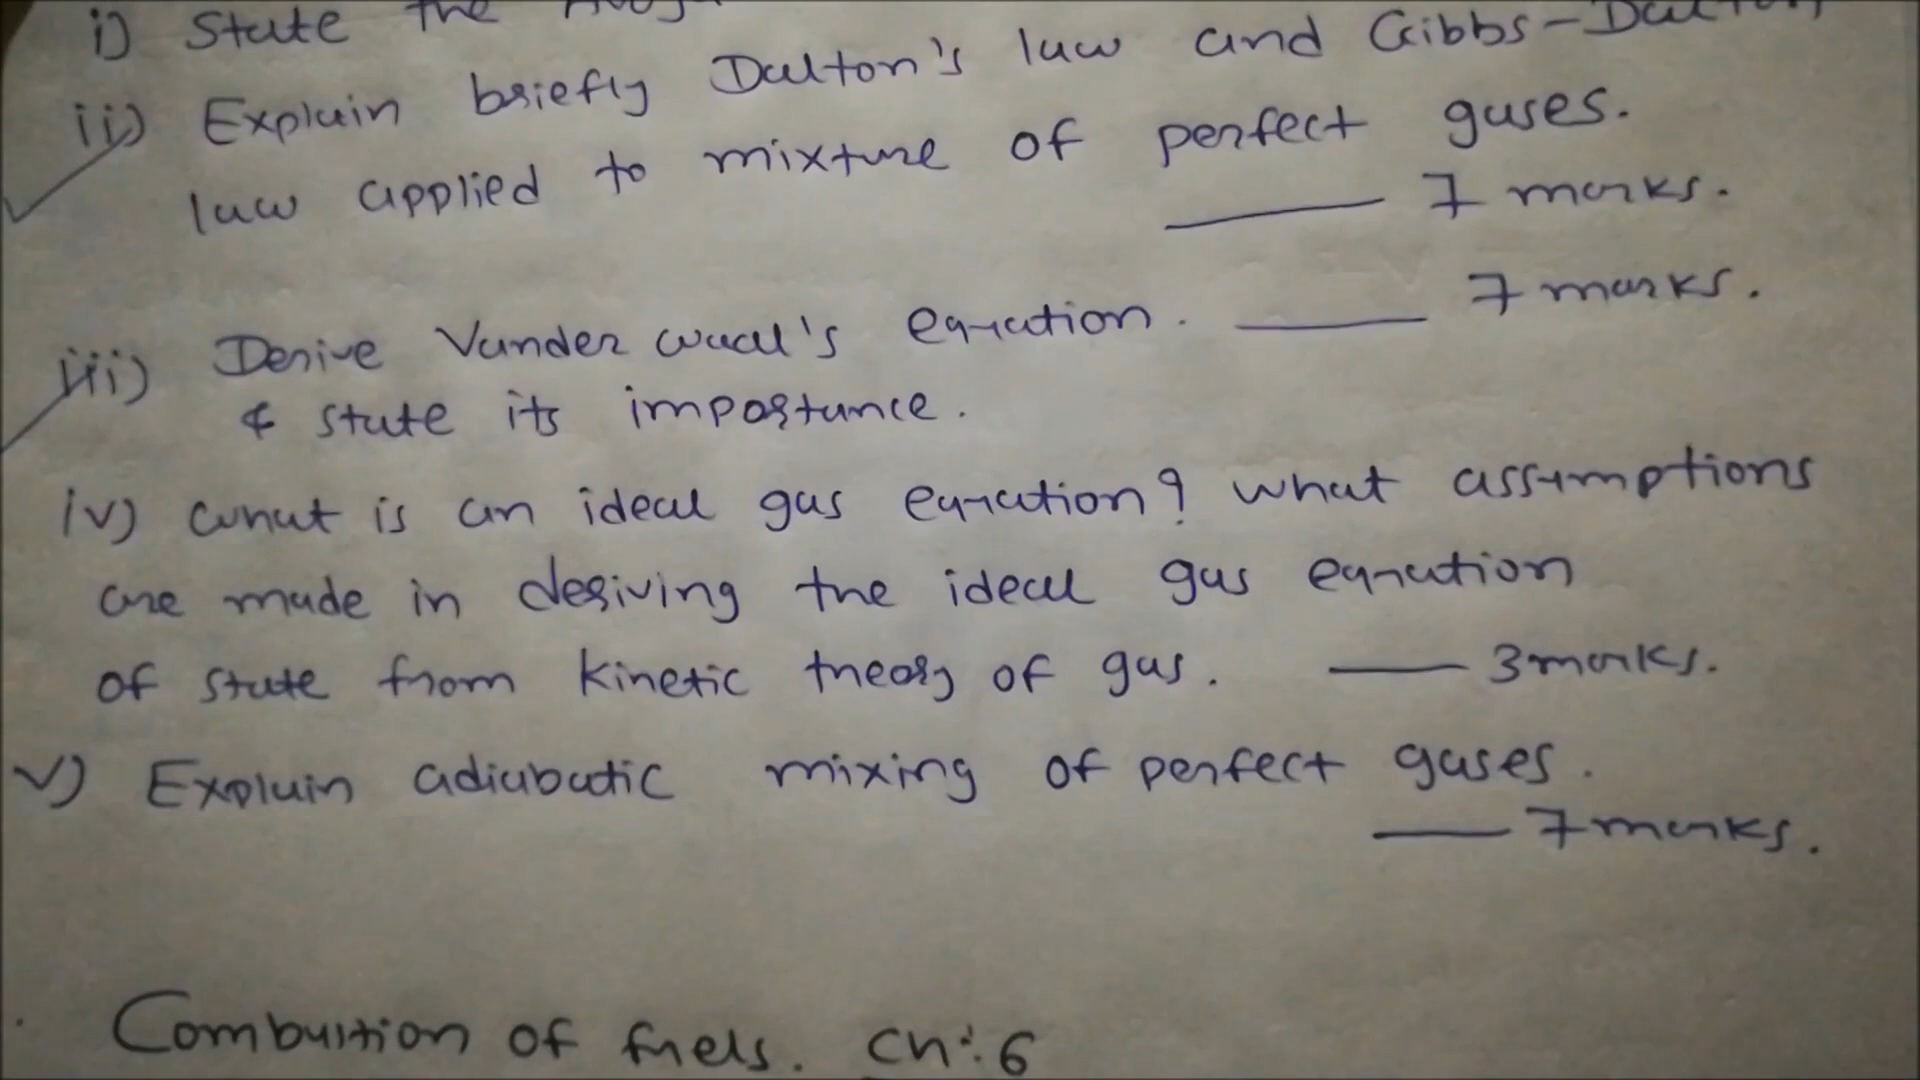 i) State the
ii) Explain briefly Dalton's law and Gibbs-Dalton
law applied to mixture of perfect gases.
7 marks.
iii) Derive Vander waal's equation. 7 marks.
& state its importance.
iv) what is an ideal gas equation? what assumptions
are made in deriving the ideal gas equation
of state from kinetic theory of gas. 3 marks.
v) Explain adiabatic mixing of perfect gases.
7 marks.
Combustion of fuels. Ch:6